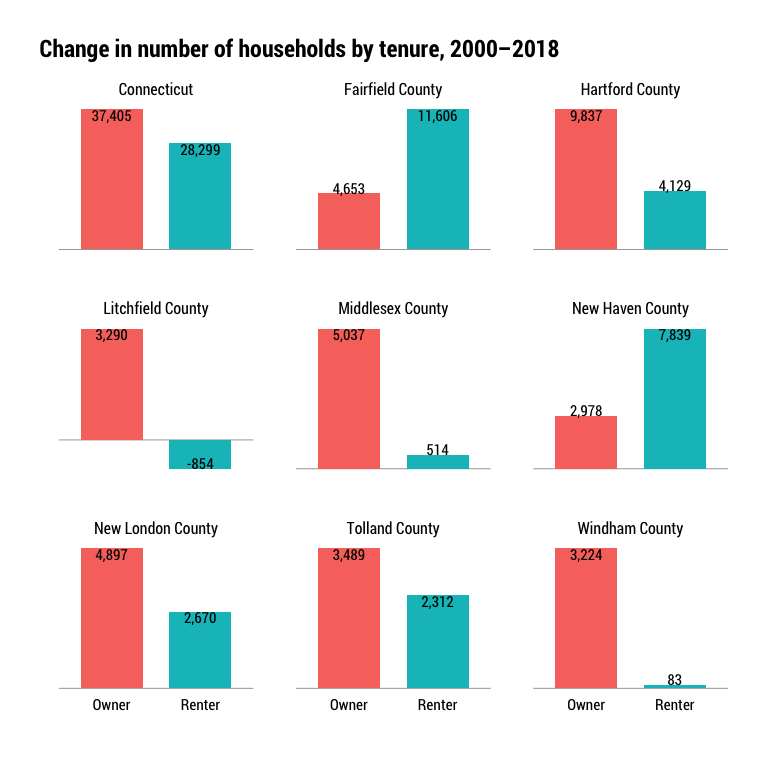 Change in number of households by tenure, 2000–2018
Connecticut
Fairfield County
Hartford County
37,405
28,299
4,653
11,606
9,837
4,129
Litchfield County
Middlesex County
New Haven County
3,290
-854
5,037
514
2,978
7,839
New London County
Tolland County
Windham County
4,897
2,670
3,489
2,312
3,224
83
Owner
Renter
Owner
Renter
Owner
Renter